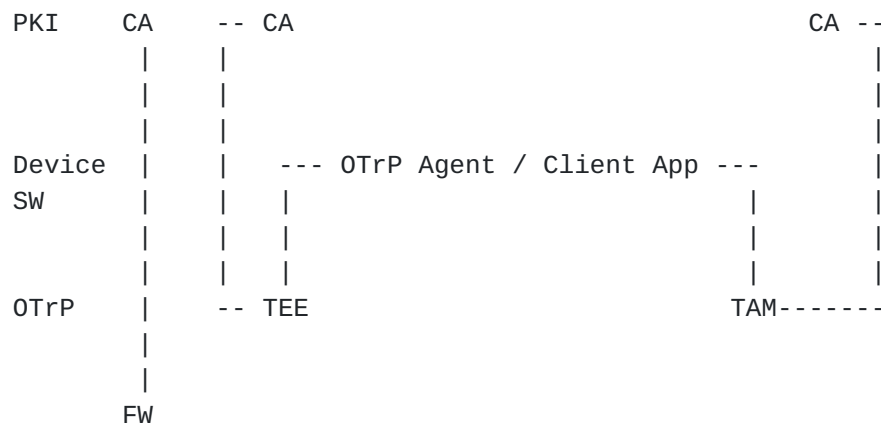 PKI CA -- CA CA --
Device --- OTrP Agent / Client App ---
SW
OTrP -- TEE TAM-------
FW